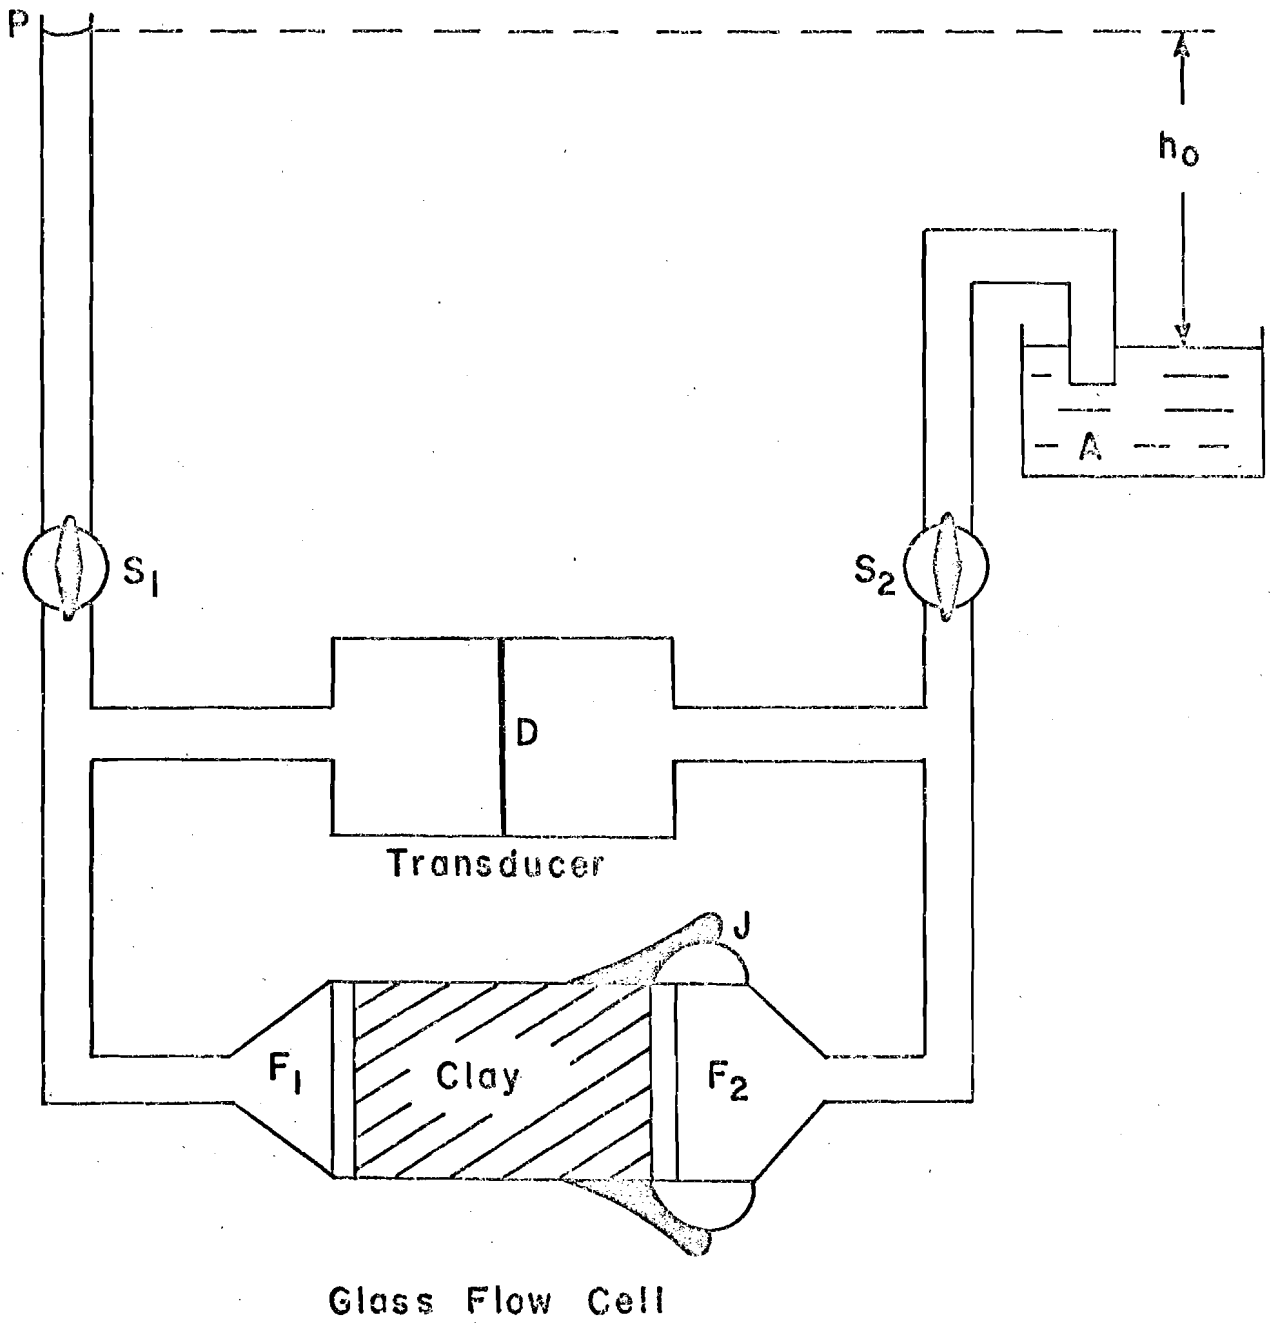 P
h₀
A
S₁
S₂
D
Transducer
J
F₁
Clay
F₂
Glass Flow Cell